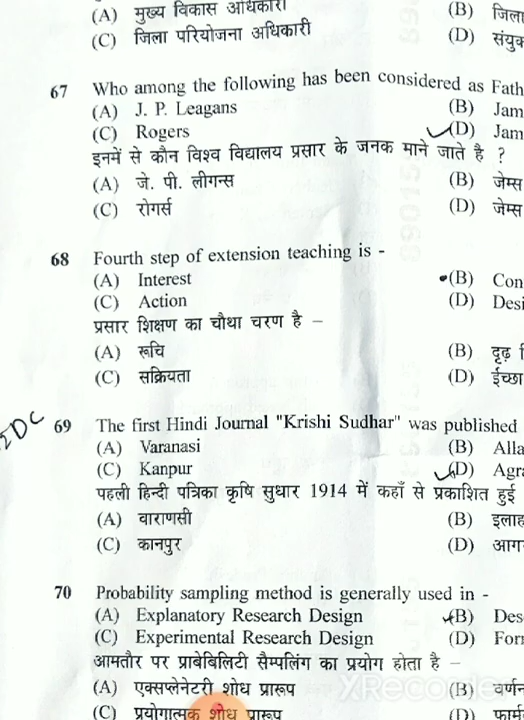 (A) मुख्य विकास अधिकारी (B) जिला
(C) जिला परियोजना अधिकारी (D) संयुक
67 Who among the following has been considered as Fath
(A) J. P. Leagans (B) Jam
(C) Rogers (D) Jam
इनमें से कौन विश्व विद्यालय प्रसार के जनक माने जाते है ?
(A) जे. पी. लीगन्स (B) जेम्स
(C) रोगर्स (D) जेम्स
68 Fourth step of extension teaching is -
(A) Interest (B) Con
(C) Action (D) Desi
प्रसार शिक्षण का चौथा चरण है –
(A) रूचि (B) दृढ़
(C) सक्रियता (D) ईच्छा
69 The first Hindi Journal "Krishi Sudhar" was published
(A) Varanasi (B) Alla
(C) Kanpur (D) Agra
पहली हिन्दी पत्रिका कृषि सुधार 1914 में कहाँ से प्रकाशित हुई
(A) वाराणसी (B) इलाह
(C) कानपुर (D) आग
70 Probability sampling method is generally used in -
(A) Explanatory Research Design (B) Des
(C) Experimental Research Design (D) For
आमतौर पर प्राबेबिलिटी सैम्पलिंग का प्रयोग होता है –
(A) एक्सप्लेनेटरी शोध प्रारूप (B) वर्णन
(C) प्रयोगात्मक शोध प्रारूप (D) फार्म